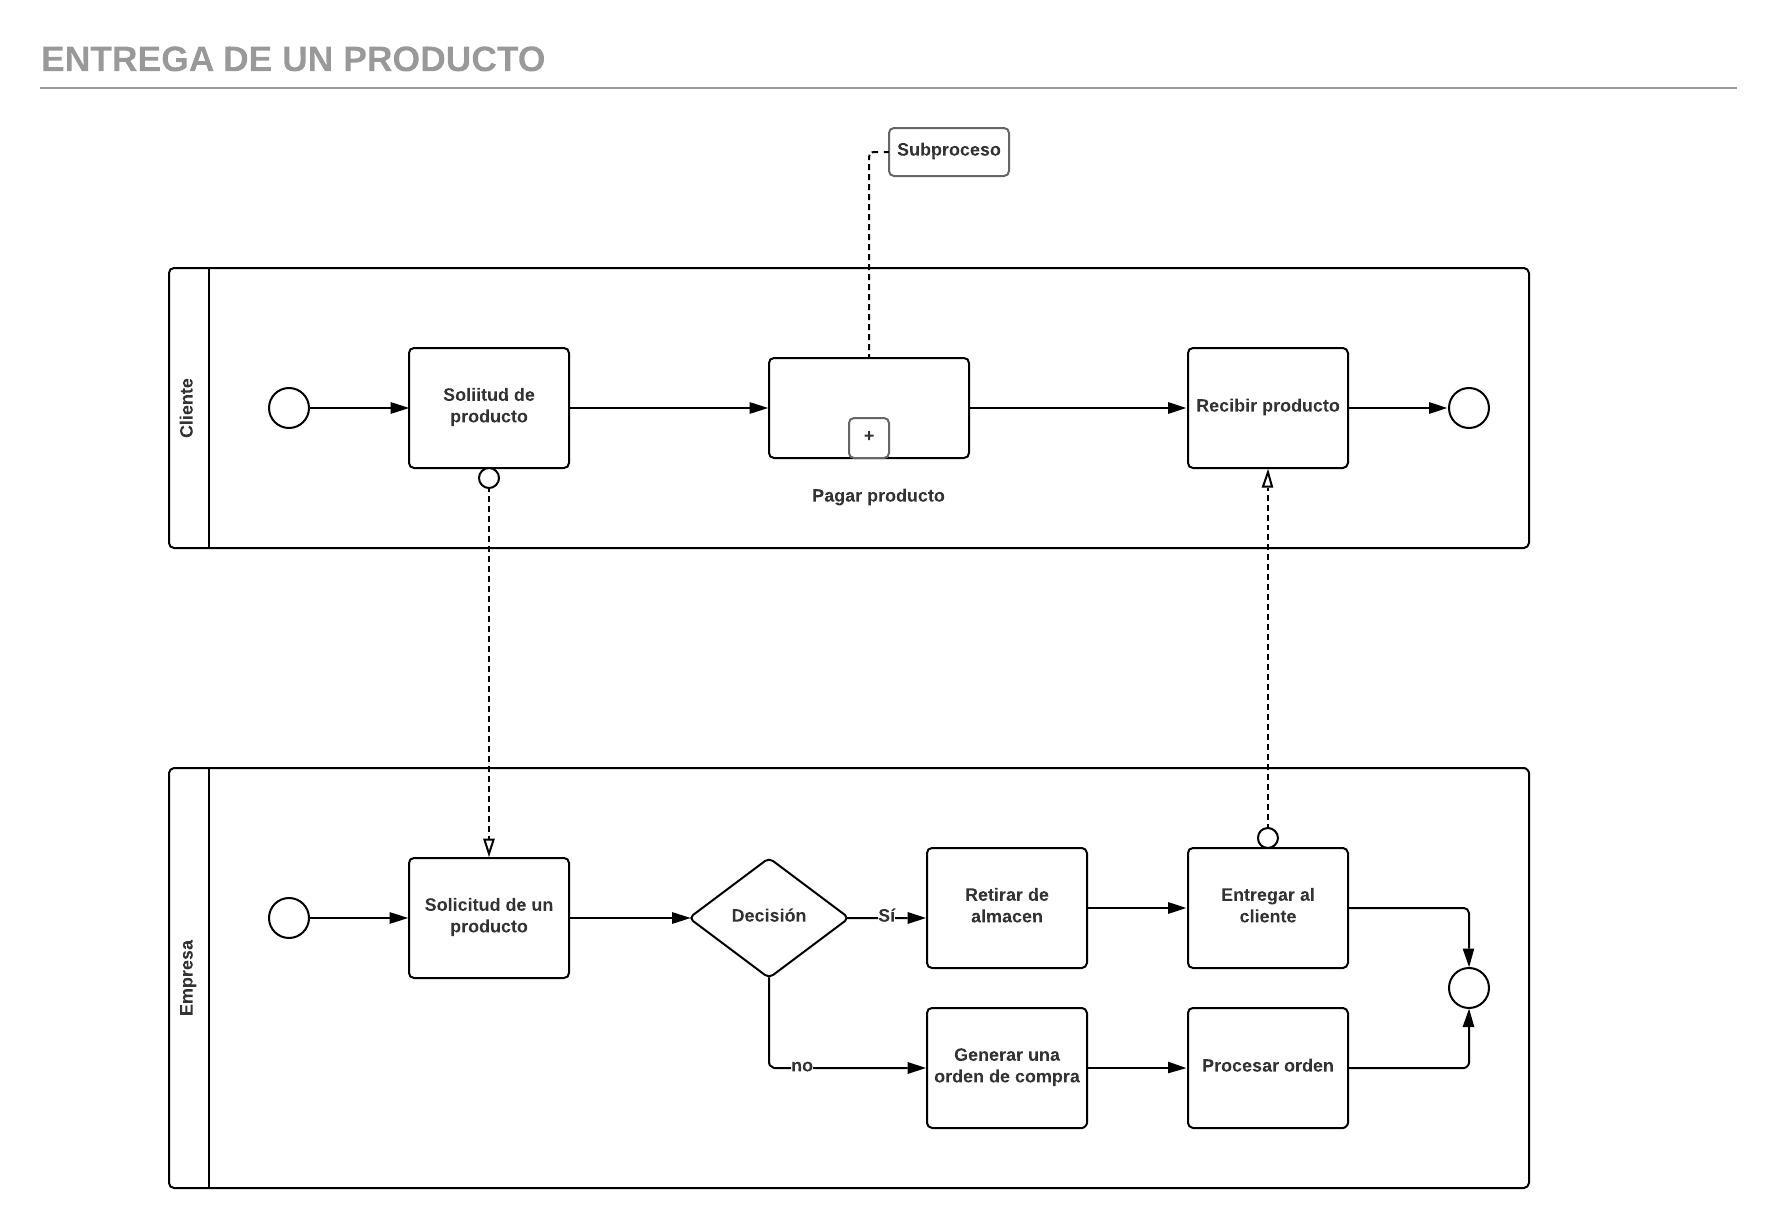 ENTREGA DE UN PRODUCTO
Subproceso
Cliente
Soliitud de
producto
+
Pagar producto
Recibir producto
Empresa
Solicitud de un
producto
Decisión
Sí
no
Retirar de
almacen
Entregar al
cliente
Generar una
orden de compra
Procesar orden